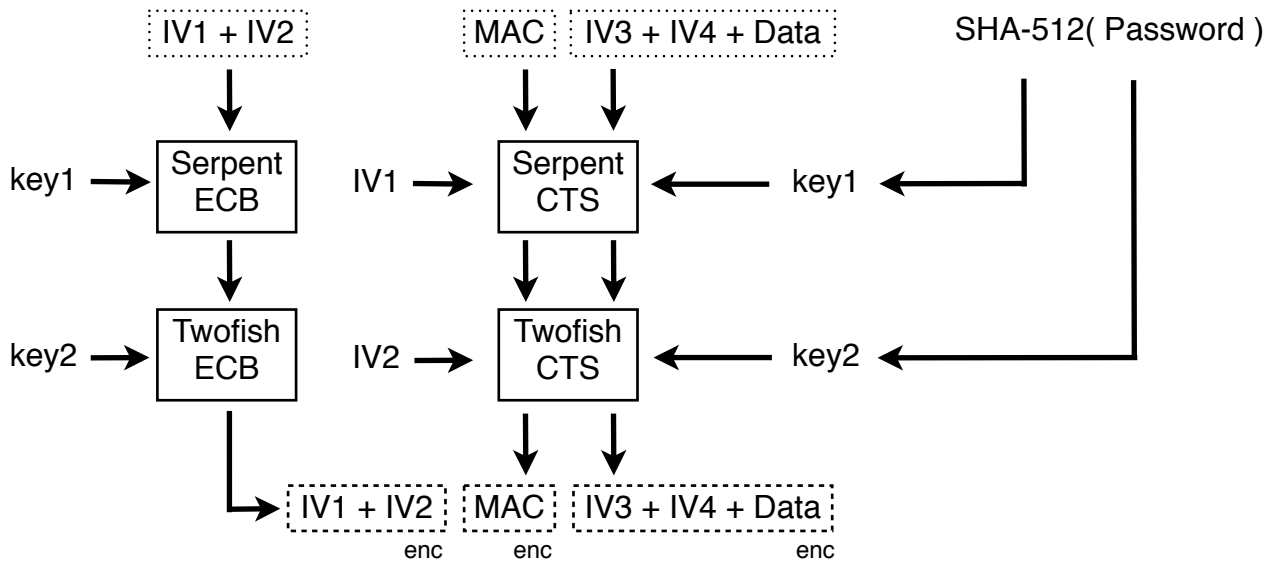 IV1 + IV2
MAC
IV3 + IV4 + Data
SHA-512( Password )
key1
Serpent
ECB
IV1
Serpent
CTS
key1
key2
Twofish
ECB
IV2
Twofish
CTS
key2
IV1 + IV2
enc
MAC
enc
IV3 + IV4 + Data
enc